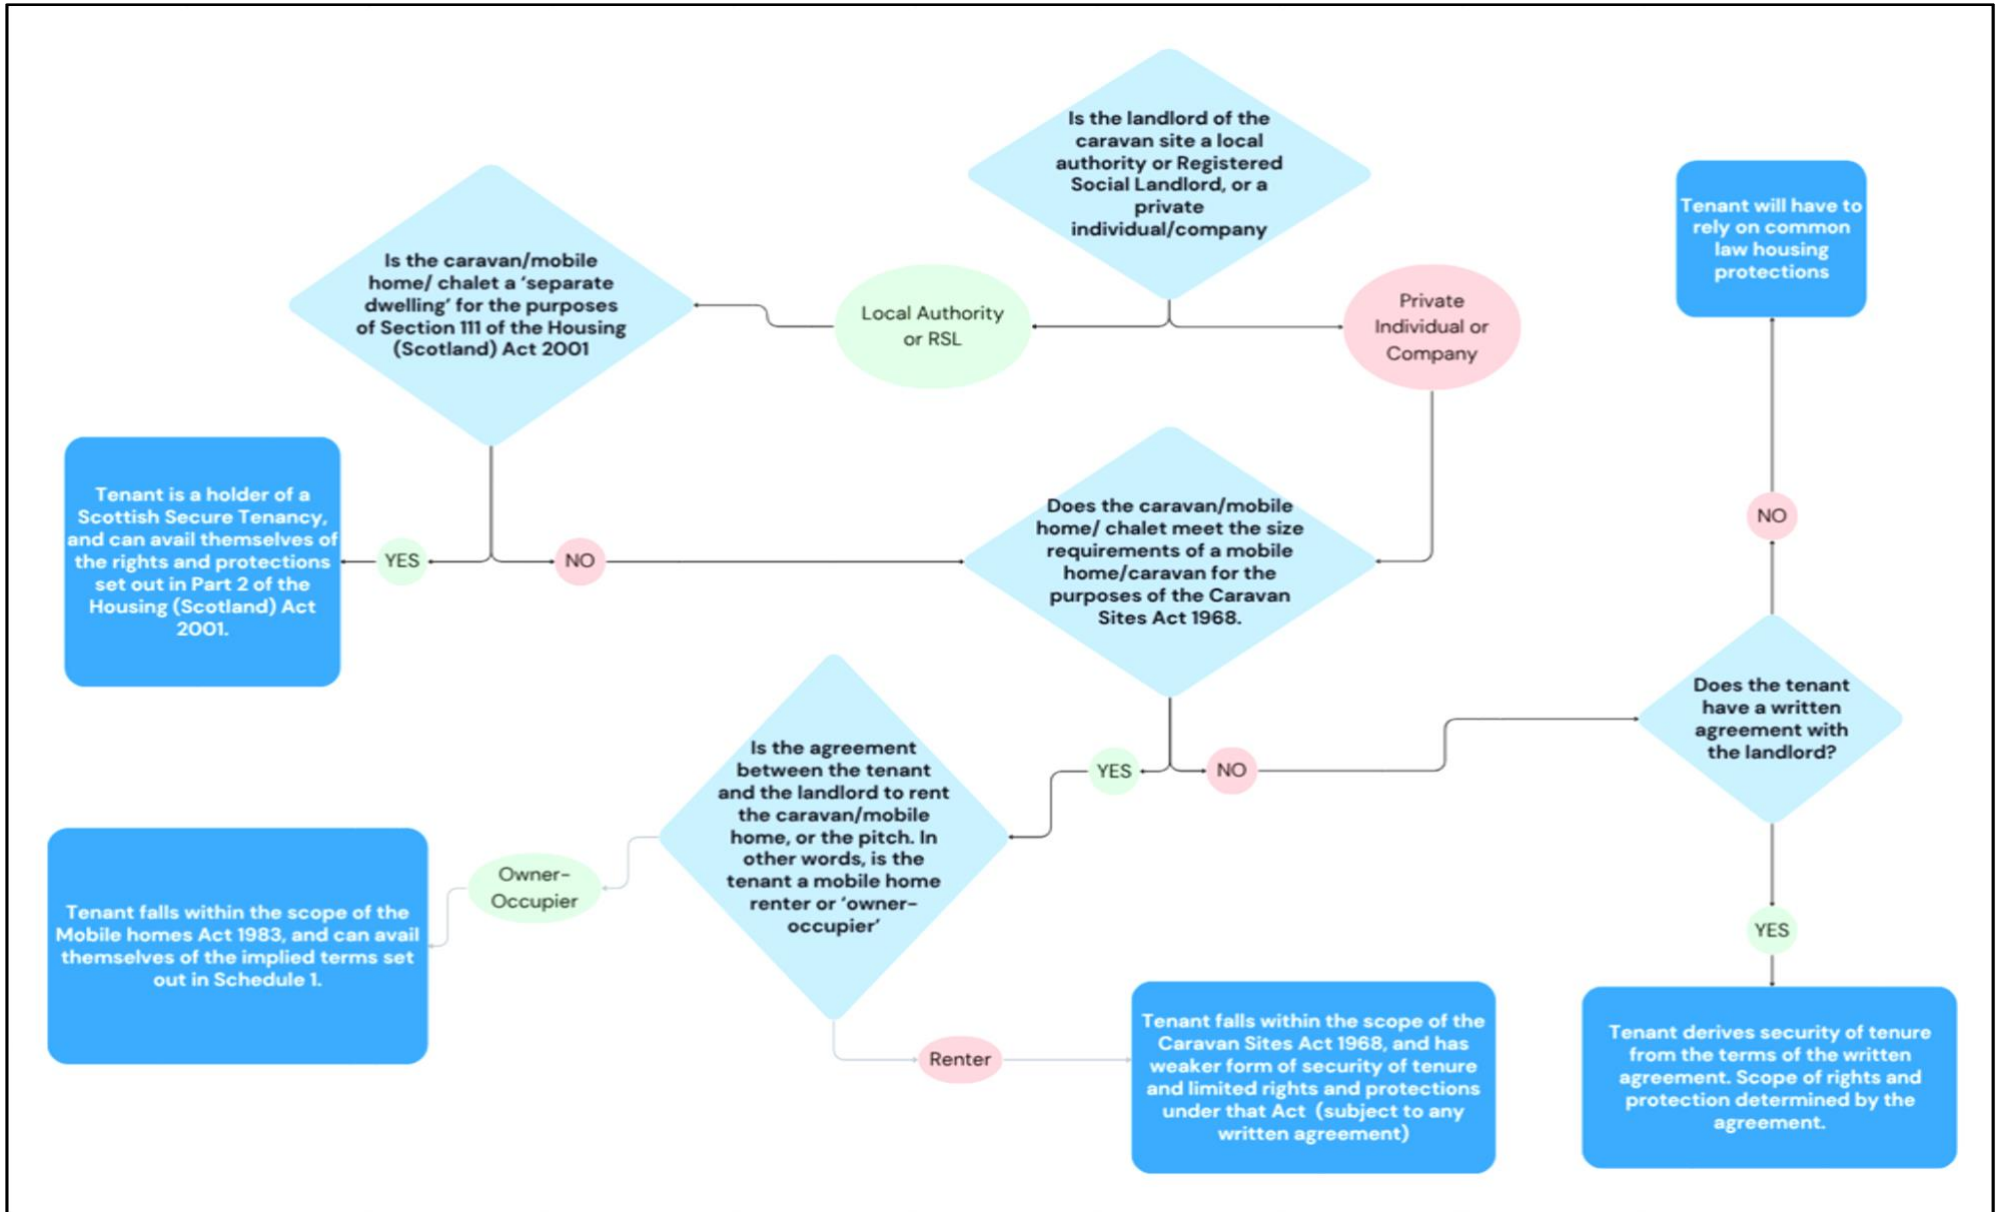 Is the landlord of the
caravan site a local
authority or Registered
Social Landlord, or a
private
individual/company
Local Authority
or RSL
Private
Individual or
Company
Is the caravan/mobile
home/ chalet a ‘separate
dwelling’ for the purposes
of Section 111 of the Housing
(Scotland) Act 2001
YES
NO
Tenant is a holder of a
Scottish Secure Tenancy,
and can avail themselves of
the rights and protections
set out in Part 2 of the
Housing (Scotland) Act
2001.
Does the caravan/mobile
home/ chalet meet the size
requirements of a mobile
home/caravan for the
purposes of the Caravan
Sites Act 1968.
YES
NO
Is the agreement
between the tenant
and the landlord to rent
the caravan/mobile
home, or the pitch. In
other words, is the
tenant a mobile home
renter or ‘owner-
occupier’
Owner-
Occupier
Tenant falls within the scope of the
Mobile homes Act 1983, and can avail
themselves of the implied terms set
out in Schedule 1.
Renter
Tenant falls within the scope of the
Caravan Sites Act 1968, and has
weaker form of security of tenure
and limited rights and protections
under that Act (subject to any
written agreement)
Does the tenant
have a written
agreement with
the landlord?
NO
Tenant will have to
rely on common
law housing
protections
YES
Tenant derives security of tenure
from the terms of the written
agreement. Scope of rights and
protection determined by the
agreement.